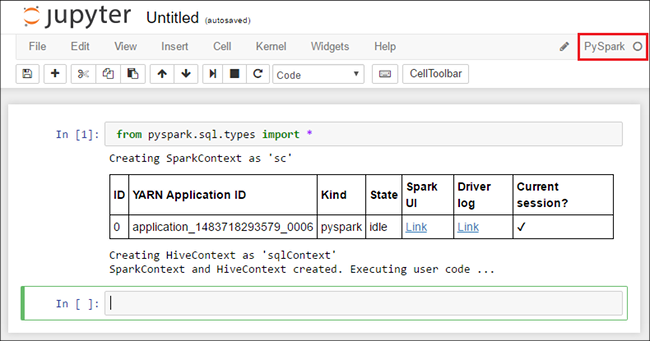 jupyter Untitled (autosaved)
File Edit View Insert Cell Kernel Widgets Help PySpark
Code CellToolbar
In [1]: from pyspark.sql.types import *
Creating SparkContext as 'sc'
ID YARN Application ID Kind State Spark UI Driver log Current session?
0 application_1483718293579_0006 pyspark idle Link Link ✓
Creating HiveContext as 'sqlContext'
SparkContext and HiveContext created. Executing user code ...
In [ ]: